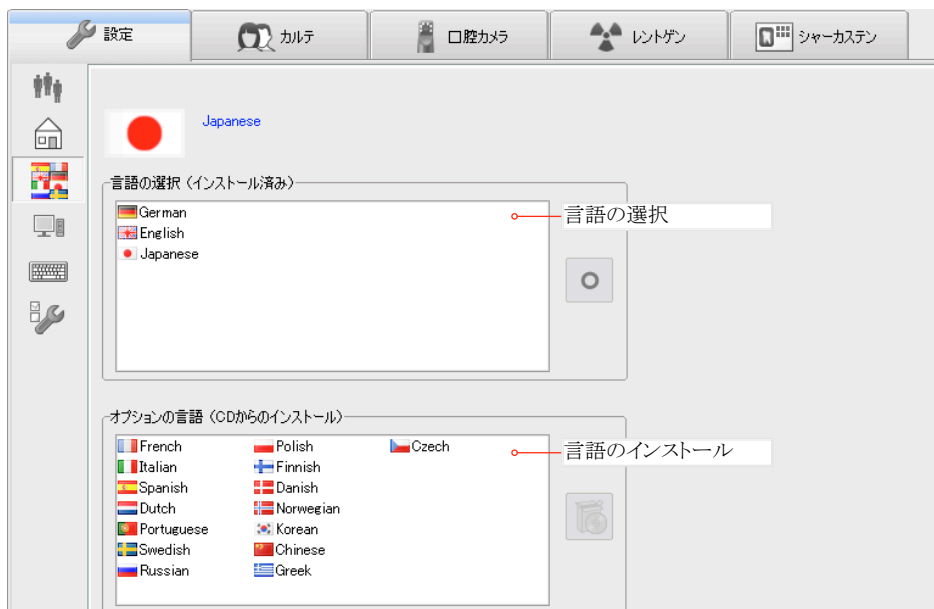 設定 カルテ 口腔カメラ レントゲン シャーカステン
Japanese
言語の選択（インストール済み）
German
English
Japanese
言語の選択
オプションの言語（CDからのインストール）
French Polish Czech
Italian Finnish
Spanish Danish
Dutch Norwegian
Portuguese Korean
Swedish Chinese
Russian Greek
言語のインストール